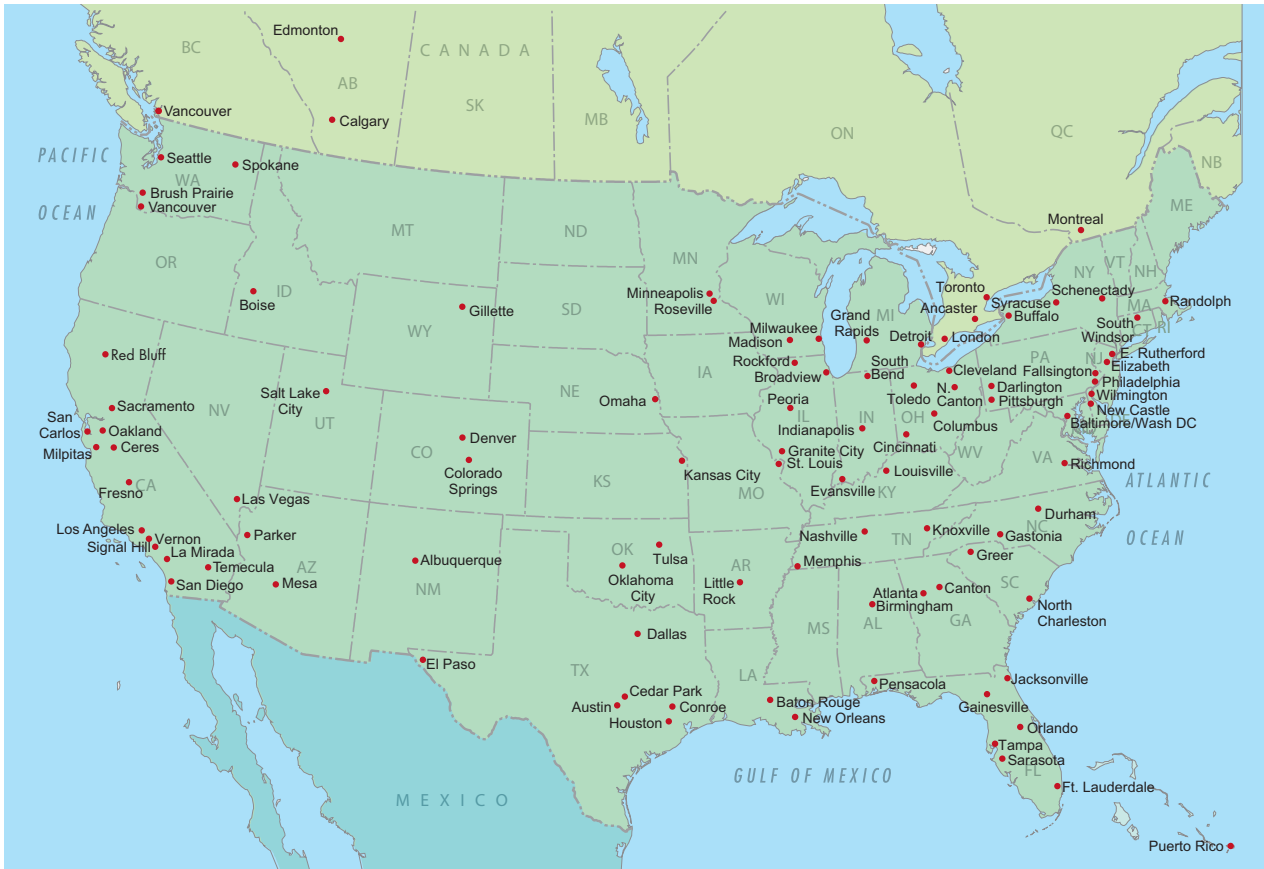 Edmonton
BC
CANADA
AB
SK
MB
ON
QC
NB
Vancouver
Calgary
PACIFIC
OCEAN
Seattle
Spokane
WA
Brush Prairie
Vancouver
MT
ND
MN
ME
Montreal
OR
ID
Boise
WY
Gillette
SD
Minneapolis
Roseville
WI
MI
Toronto
Ancaster
London
NY
VT
NH
Schenectady
Syracuse
Buffalo
MA
Randolph
CT
RI
South
Windsor
Milwaukee
Madison
Grand
Rapids
Detroit
Rockford
Broadview
South
Bend
Cleveland
PA
NJ
E. Rutherford
Elizabeth
Fallsington
Philadelphia
Wilmington
New Castle
Baltimore/Wash DC
Red Bluff
Sacramento
San
Carlos
Oakland
Milpitas
Ceres
Fresno
CA
NV
Salt Lake
City
UT
NE
IA
Omaha
Peoria
IL
IN
OH
Toledo
N.
Canton
Darlington
Pittsburgh
Columbus
Indianapolis
Cincinnati
Denver
CO
Colorado
Springs
KS
Kansas City
MO
Granite City
St. Louis
Evansville
Louisville
KY
WV
VA
Richmond
ATLANTIC
OCEAN
Las Vegas
Los Angeles
Vernon
Signal Hill
La Mirada
Temecula
San Diego
Parker
AZ
Mesa
Albuquerque
NM
OK
Tulsa
Oklahoma
City
AR
Little
Rock
Nashville
TN
Memphis
Knoxville
Durham
NC
Gastonia
Greer
SC
Atlanta
Canton
Birmingham
North
Charleston
MS
AL
GA
Dallas
El Paso
TX
LA
Cedar Park
Austin
Conroe
Houston
Baton Rouge
New Orleans
Pensacola
Jacksonville
Gainesville
Orlando
Tampa
Sarasota
FL
Ft. Lauderdale
GULF OF MEXICO
MEXICO
Puerto Rico